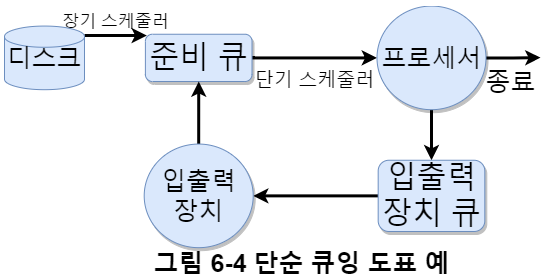 장기 스케줄러
디스크
준비 큐
단기 스케줄러
프로세서
종료
입출력
장치
입출력
장치 큐
그림 6-4 단순 큐잉 도표 예